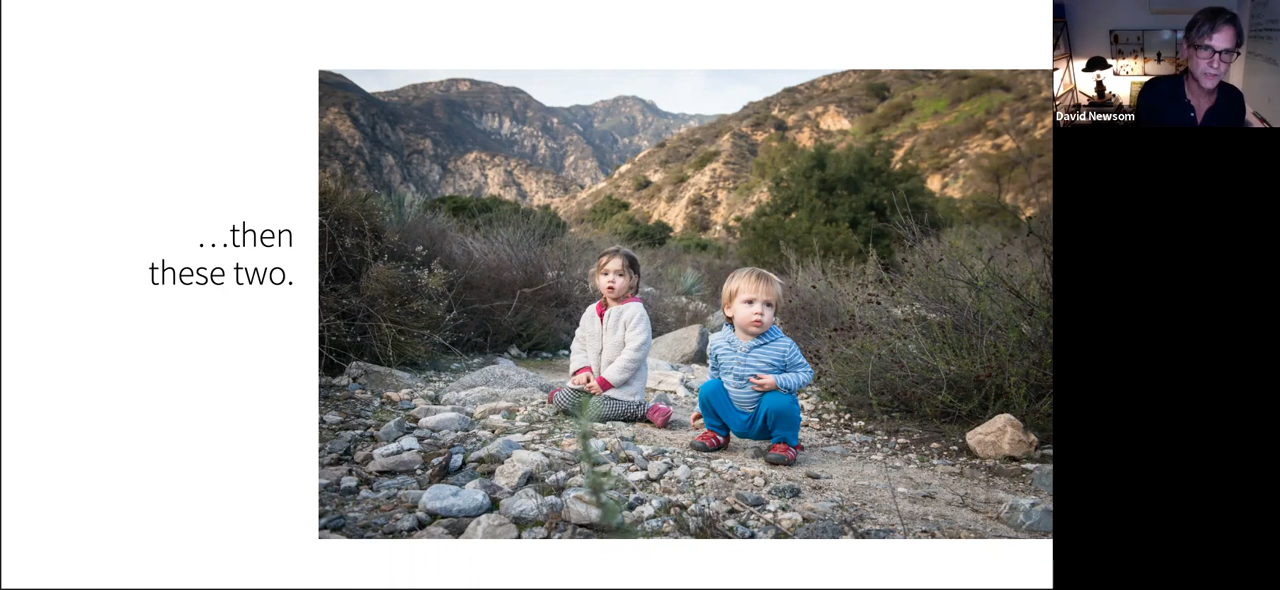 …then
these two.
David Newsom